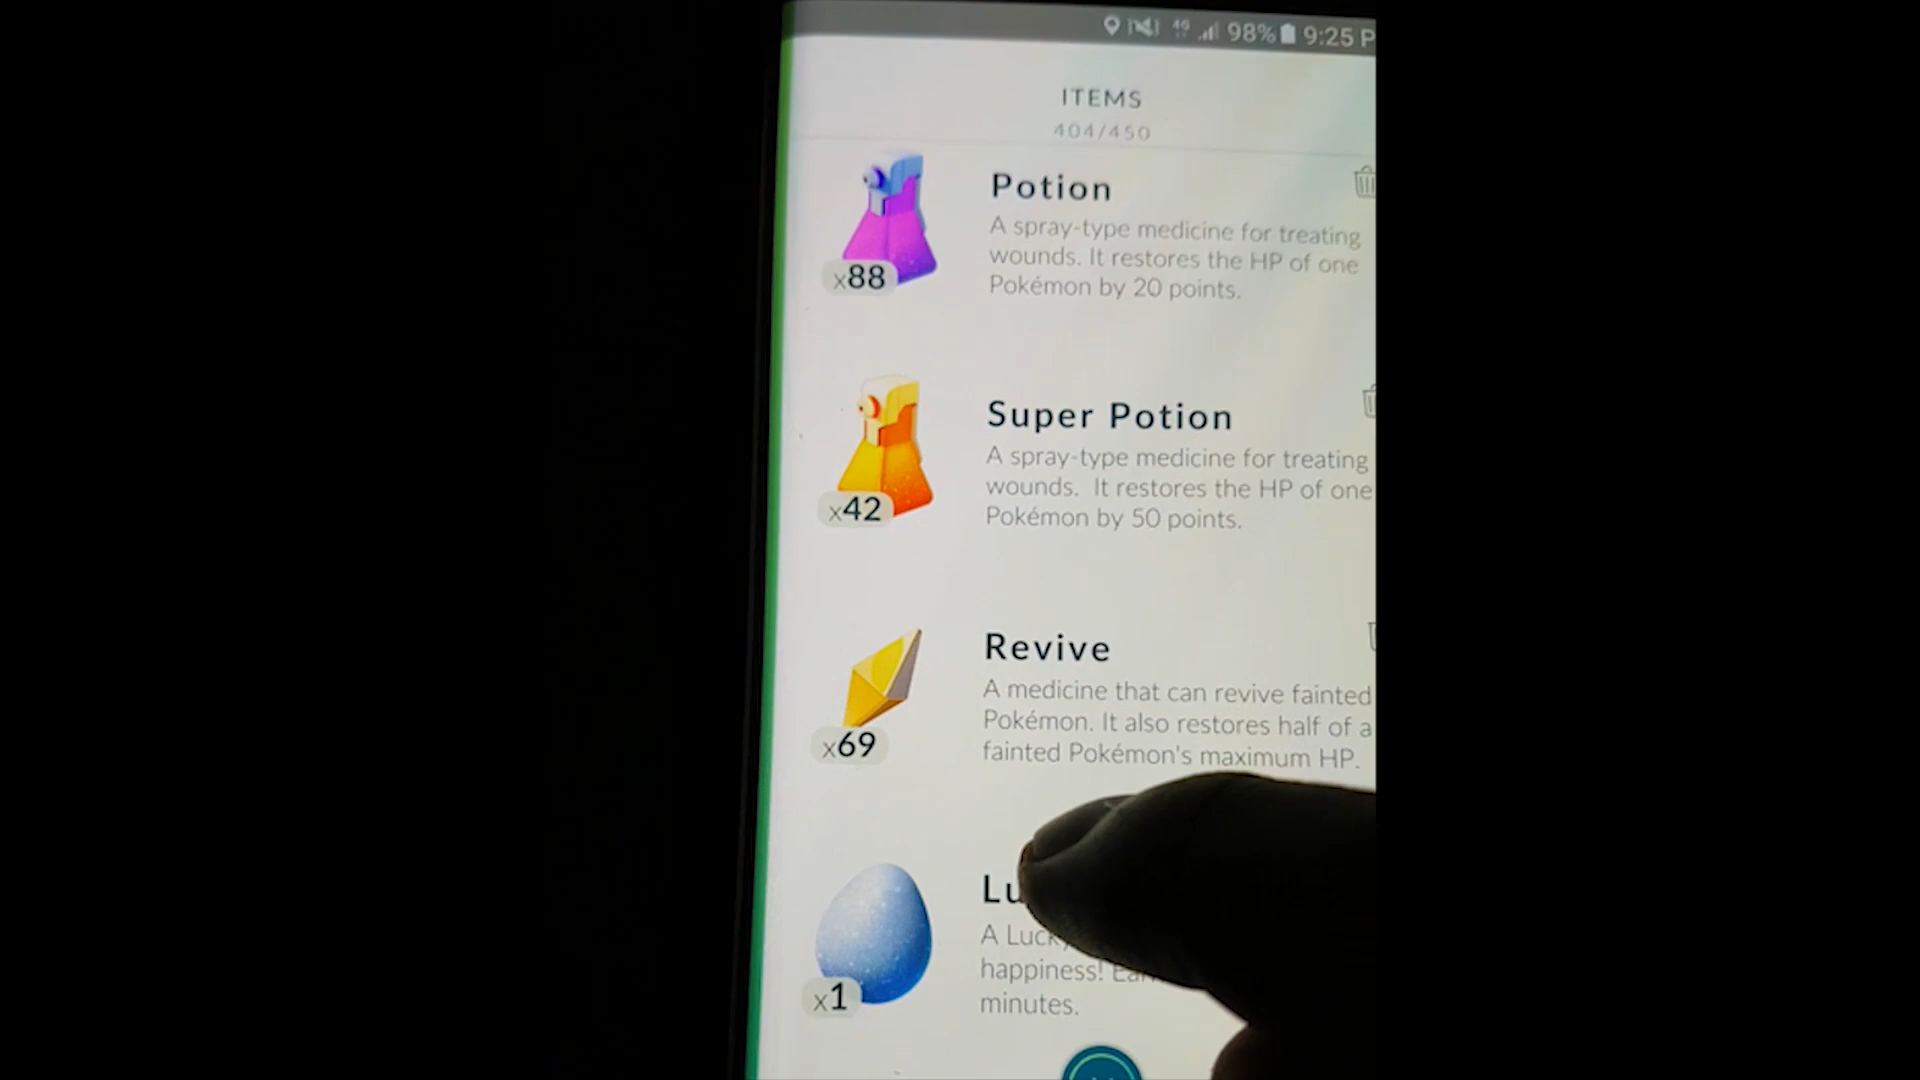 4G 98% 9:25 P
ITEMS
404/450
Potion
A spray-type medicine for treating
wounds. It restores the HP of one
Pokémon by 20 points.
x88
Super Potion
A spray-type medicine for treating
wounds. It restores the HP of one
Pokémon by 50 points.
x42
Revive
A medicine that can revive fainted
Pokémon. It also restores half of a
fainted Pokémon's maximum HP.
x69
Lu
A Lucky
happiness!
minutes.
x1